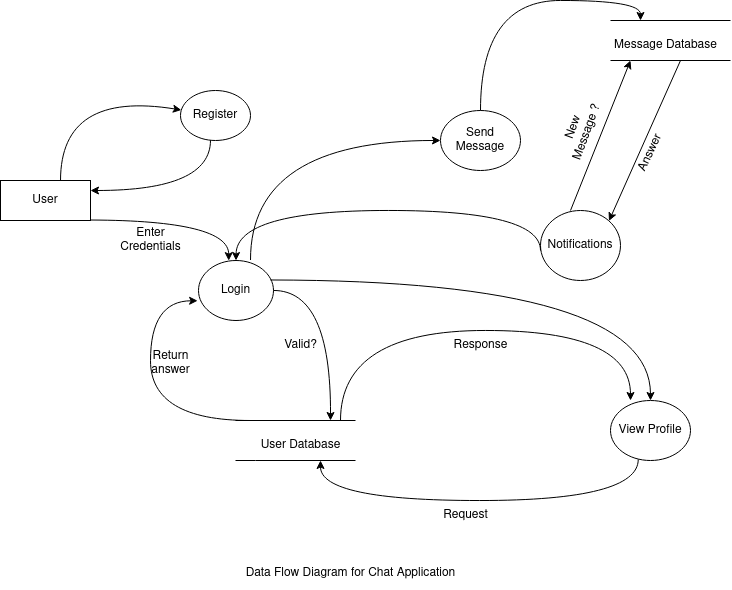 Message Database
Register
New
Message ?
Send
Message
Answer
User
Enter
Credentials
Notifications
Login
Valid?
Response
Return
answer
View Profile
User Database
Request
Data Flow Diagram for Chat Application